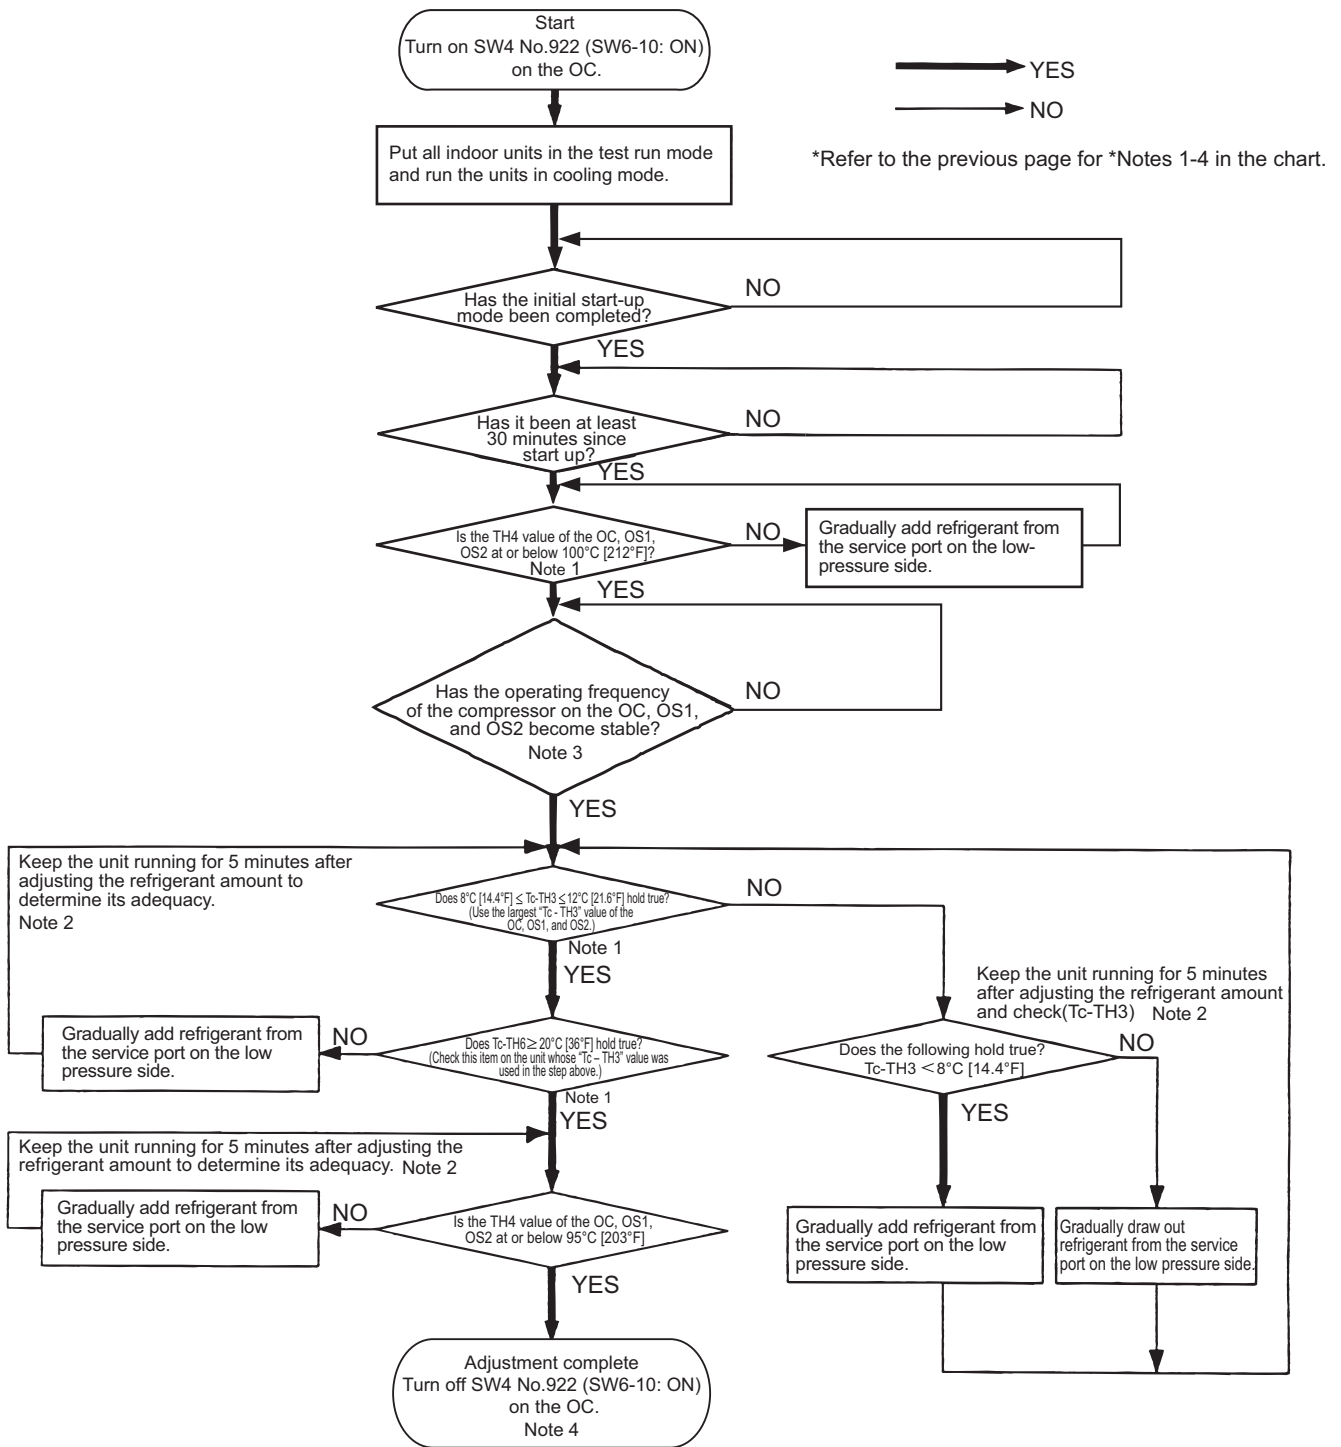 Start
Turn on SW4 No.922 (SW6-10: ON)
on the OC.
YES
NO
*Refer to the previous page for *Notes 1-4 in the chart.
Put all indoor units in the test run mode
and run the units in cooling mode.
Has the initial start-up
mode been completed?
NO
YES
Has it been at least
30 minutes since
start up?
NO
YES
Is the TH4 value of the OC, OS1,
OS2 at or below 100°C [212°F]?
Note 1
NO
Gradually add refrigerant from
the service port on the low-
pressure side.
YES
Has the operating frequency
of the compressor on the OC, OS1,
and OS2 become stable?
Note 3
NO
YES
Keep the unit running for 5 minutes after
adjusting the refrigerant amount to
determine its adequacy.
Note 2
Does 8°C [14.4°F] ≤ Tc-TH3 ≤ 12°C [21.6°F] hold true?
(Use the largest “Tc - TH3” value of the
OC, OS1, and OS2.)
Note 1
NO
YES
Keep the unit running for 5 minutes
after adjusting the refrigerant amount
and check(Tc-TH3) Note 2
Gradually add refrigerant from
the service port on the low
pressure side.
NO
Does Tc-TH6 ≥ 20°C [36°F] hold true?
(Check this item on the unit whose “Tc – TH3” value was
used in the step above.)
Note 1
YES
Does the following hold true?
Tc-TH3 <8°C [14.4°F]
NO
YES
Keep the unit running for 5 minutes after adjusting the
refrigerant amount to determine its adequacy. Note 2
Gradually add refrigerant from
the service port on the low
pressure side.
NO
Is the TH4 value of the OC, OS1,
OS2 at or below 95°C [203°F]
YES
Gradually add refrigerant from
the service port on the low
pressure side.
Gradually draw out
refrigerant from the service
port on the low pressure side.
Adjustment complete
Turn off SW4 No.922 (SW6-10: ON)
on the OC.
Note 4